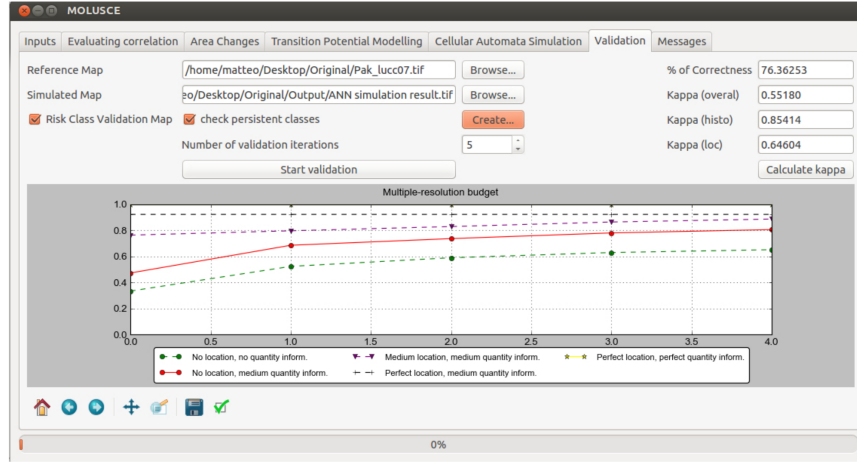 MOLUSCE
Inputs Evaluating correlation Area Changes Transition Potential Modelling Cellular Automata Simulation Validation Messages
Reference Map /home/matteo/Desktop/Original/Pak_lucc07.tif Browse... % of Correctness 76.36253
Simulated Map eo/Desktop/Original/Output/ANN simulation result.tif Browse... Kappa (overal) 0.55180
Risk Class Validation Map check persistent classes Create... Kappa (histo) 0.85414
Number of validation iterations 5 Kappa (loc) 0.64604
Start validation Calculate kappa
Multiple-resolution budget
1.0
0.8
0.6
0.4
0.2
0.0
0.0 0.5 1.0 1.5 2.0 2.5 3.0 3.5 4.0
No location, no quantity inform. Medium location, medium quantity inform. Perfect location, perfect quantity inform.
No location, medium quantity inform. Perfect location, medium quantity inform.
0%